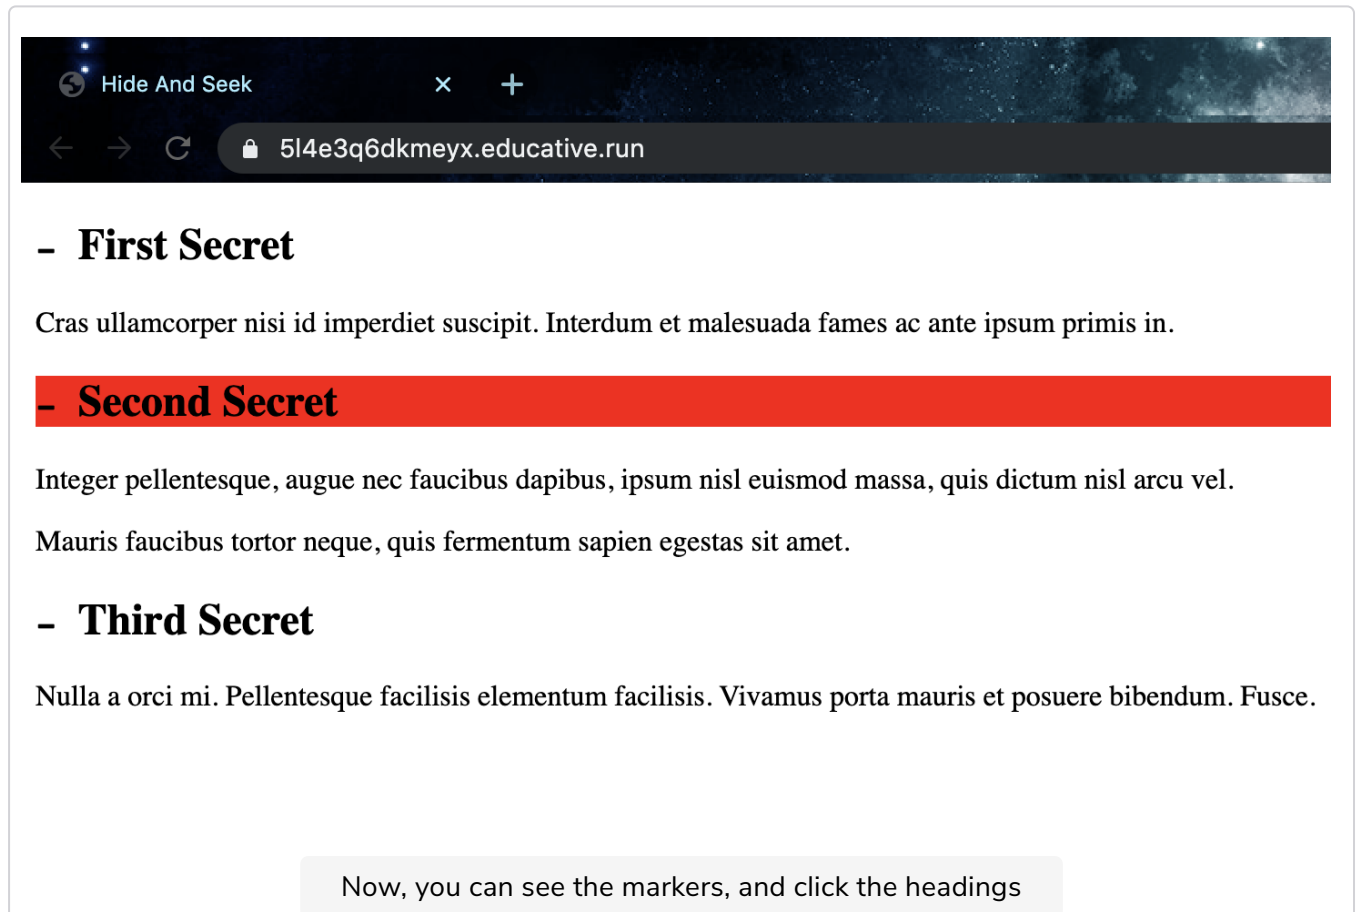 Hide And Seek
5l4e3q6dkmeyx.educative.run
- First Secret
Cras ullamcorper nisi id imperdiet suscipit. Interdum et malesuada fames ac ante ipsum primis in.
- Second Secret
Integer pellentesque, augue nec faucibus dapibus, ipsum nisl euismod massa, quis dictum nisl arcu vel.
Mauris faucibus tortor neque, quis fermentum sapien egestas sit amet.
- Third Secret
Nulla a orci mi. Pellentesque facilisis elementum facilisis. Vivamus porta mauris et posuere bibendum. Fusce.
Now, you can see the markers, and click the headings